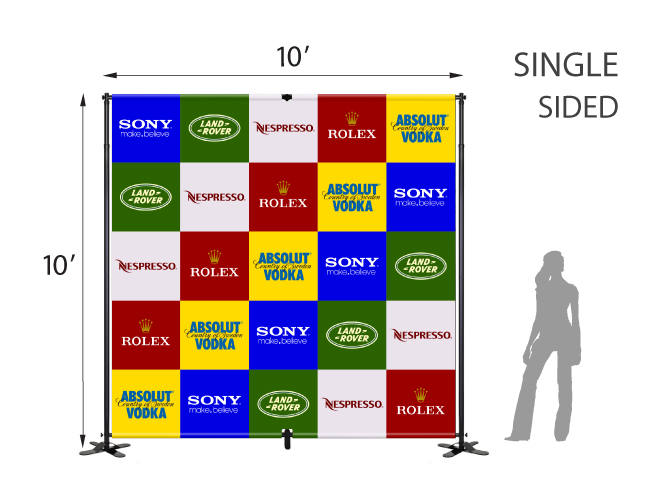 10’
SINGLE
SIDED
10’
SONY
make.believe
LAND-
-ROVER
NESPRESSO.
ROLEX
ABSOLUT
Country of Sweden
VODKA
LAND-
-ROVER
NESPRESSO.
ROLEX
ABSOLUT
Country of Sweden
VODKA
SONY
make.believe
NESPRESSO.
ROLEX
ABSOLUT
Country of Sweden
VODKA
SONY
make.believe
LAND-
-ROVER
ROLEX
ABSOLUT
Country of Sweden
VODKA
SONY
make.believe
LAND-
-ROVER
NESPRESSO.
ABSOLUT
Country of Sweden
VODKA
SONY
make.believe
LAND-
-ROVER
NESPRESSO.
ROLEX